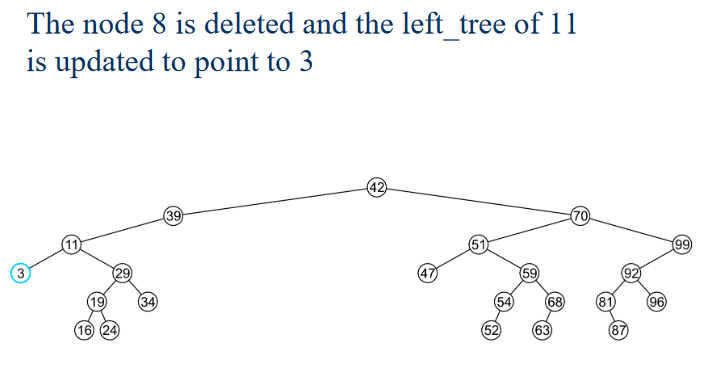 The node 8 is deleted and the left_tree of 11
is updated to point to 3
42
39 70
11 51 99
3 29 47 59 92
19 34 54 68 81 96
16 24 52 63 87